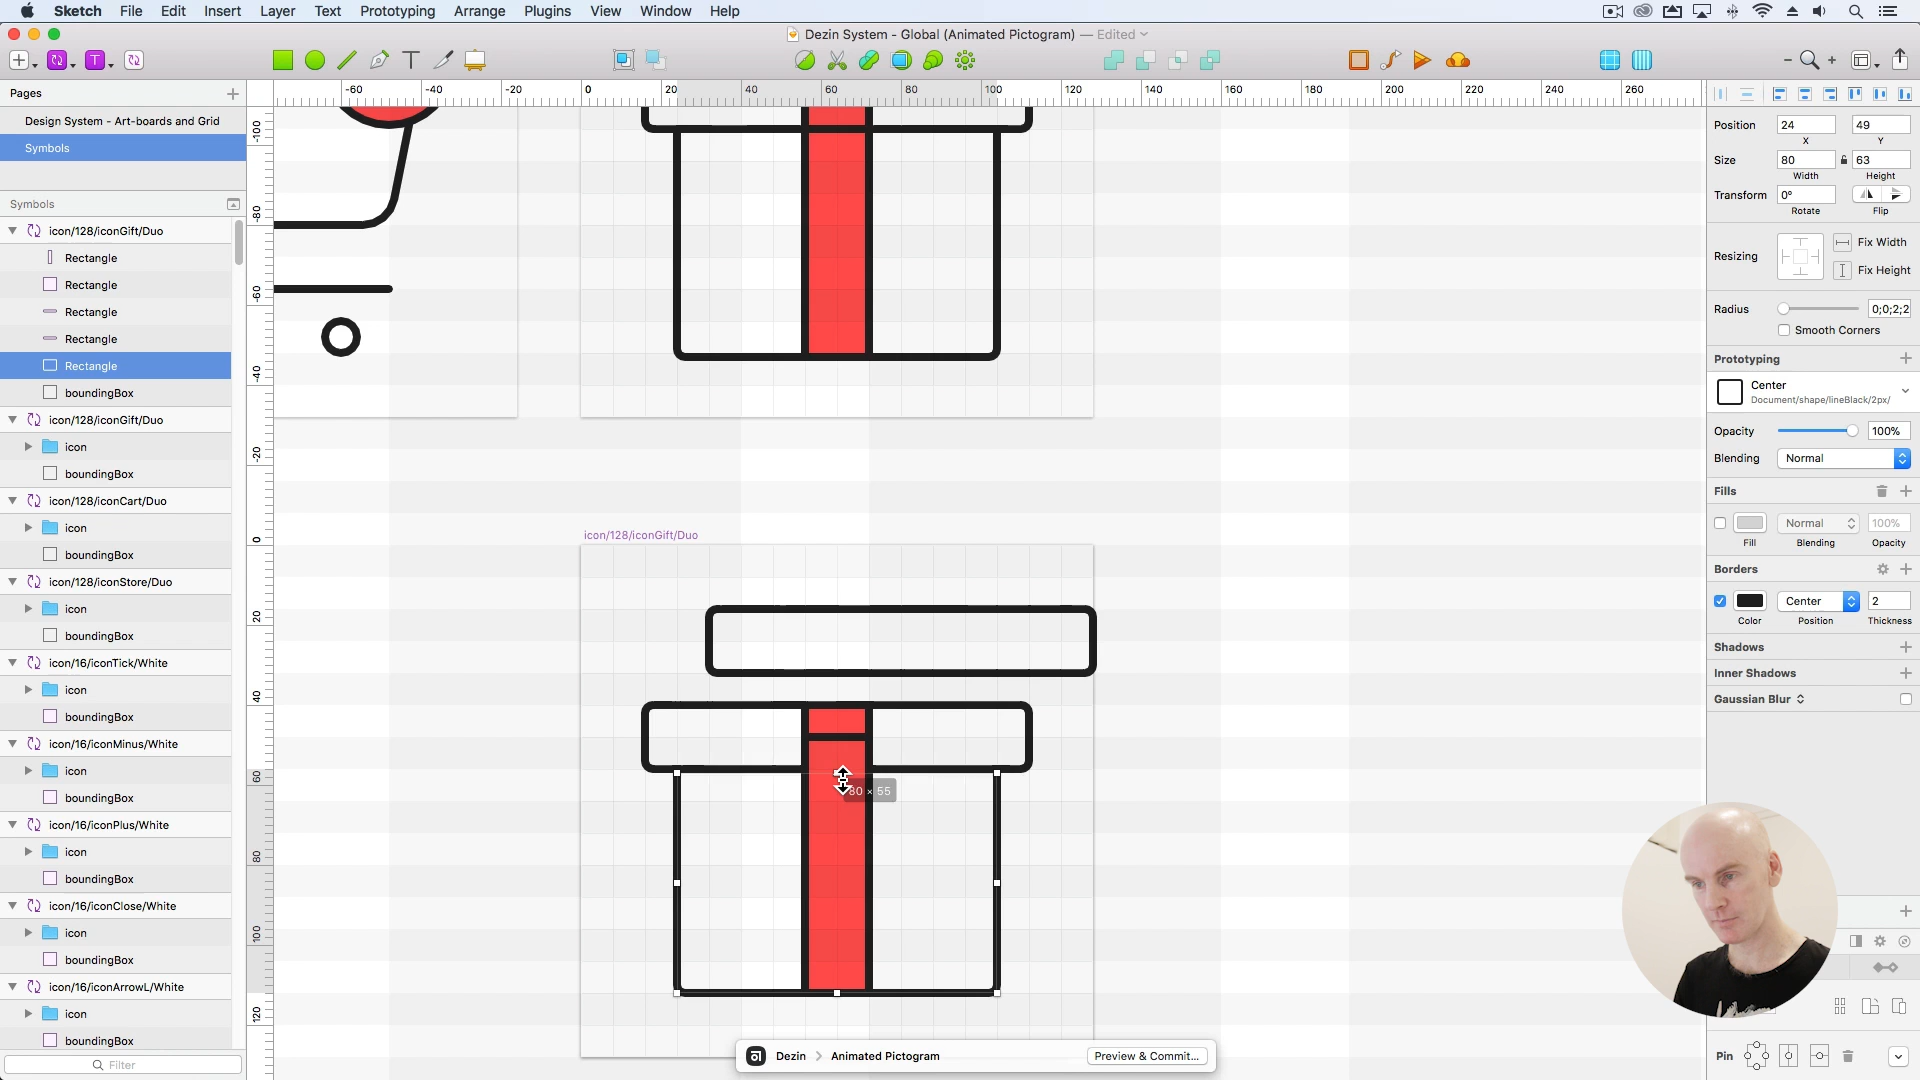 Sketch File Edit Insert Layer Text Prototyping Arrange Plugins View Window Help
Dezin System - Global (Animated Pictogram) — Edited
Pages
Design System - Art-boards and Grid
Symbols
Symbols
icon/128/iconGift/Duo
Rectangle
Rectangle
Rectangle
Rectangle
Rectangle
boundingBox
icon/128/iconGift/Duo
icon
boundingBox
icon/128/iconCart/Duo
icon
boundingBox
icon/128/iconStore/Duo
icon
boundingBox
icon/16/iconTick/White
icon
boundingBox
icon/16/iconMinus/White
icon
boundingBox
icon/16/iconPlus/White
icon
boundingBox
icon/16/iconClose/White
icon
boundingBox
icon/16/iconArrowL/White
icon
boundingBox
Filter
-60 -40 -20 0 20 40 60 80 100 120 140 160 180 200 220 240 260
-100
-80
-60
-40
-20
0
20
40
60
80
100
120
icon/128/iconGift/Duo
80 × 55
Dezin Animated Pictogram Preview & Commit...
Position 24 49
X Y
Size 80 63
Width Height
Transform 0°
Rotate Flip
Resizing Fix Width
Fix Height
Radius 0;0;2;2
Smooth Corners
Prototyping
Center
Document/shape/lineBlack/2px/
Opacity 100%
Blending Normal
Fills
Normal 100%
Fill Blending Opacity
Borders
Center 2
Color Position Thickness
Shadows
Inner Shadows
Gaussian Blur
Pin